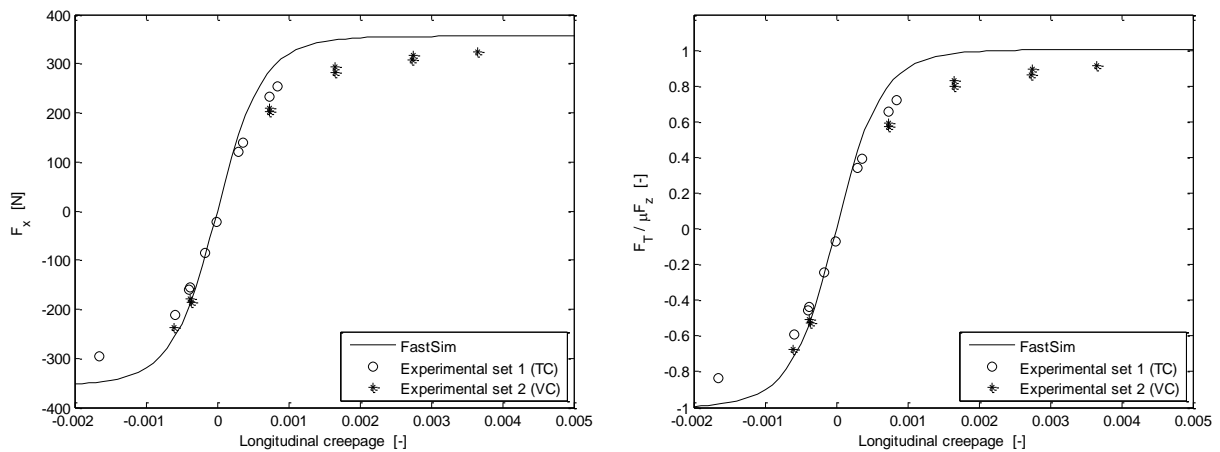 400
300
200
100
0
-100
-200
-300
-400
F_x [N]
-0.002 -0.001 0 0.001 0.002 0.003 0.004 0.005
Longitudinal creepage [-]
FastSim
Experimental set 1 (TC)
Experimental set 2 (VC)
1
0.8
0.6
0.4
0.2
0
-0.2
-0.4
-0.6
-0.8
-1
F_T / μF_z [-]
-0.002 -0.001 0 0.001 0.002 0.003 0.004 0.005
Longitudinal creepage [-]
FastSim
Experimental set 1 (TC)
Experimental set 2 (VC)